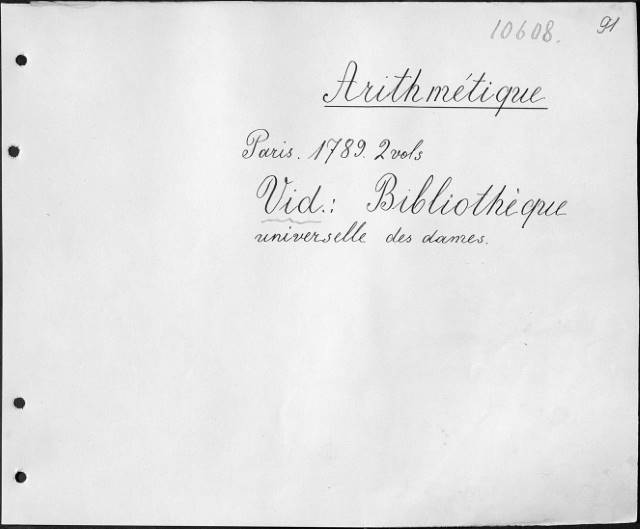 10608. 91
Arithmétique
Paris. 1789. 2 vols
Vid.: Bibliothèque
universelle des dames.